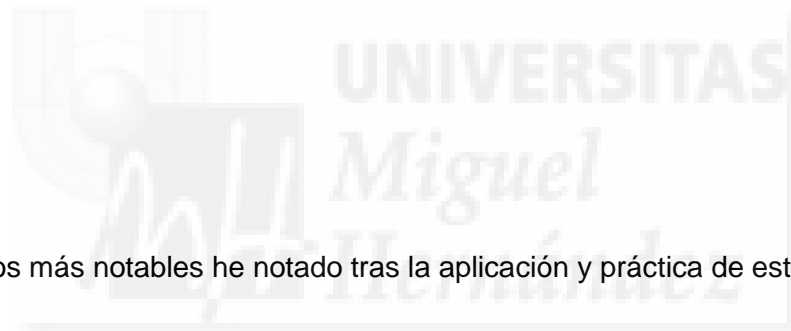 UNIVERSITAS
Miguel
os más notables he notado tras la aplicación y práctica de est
Hernández